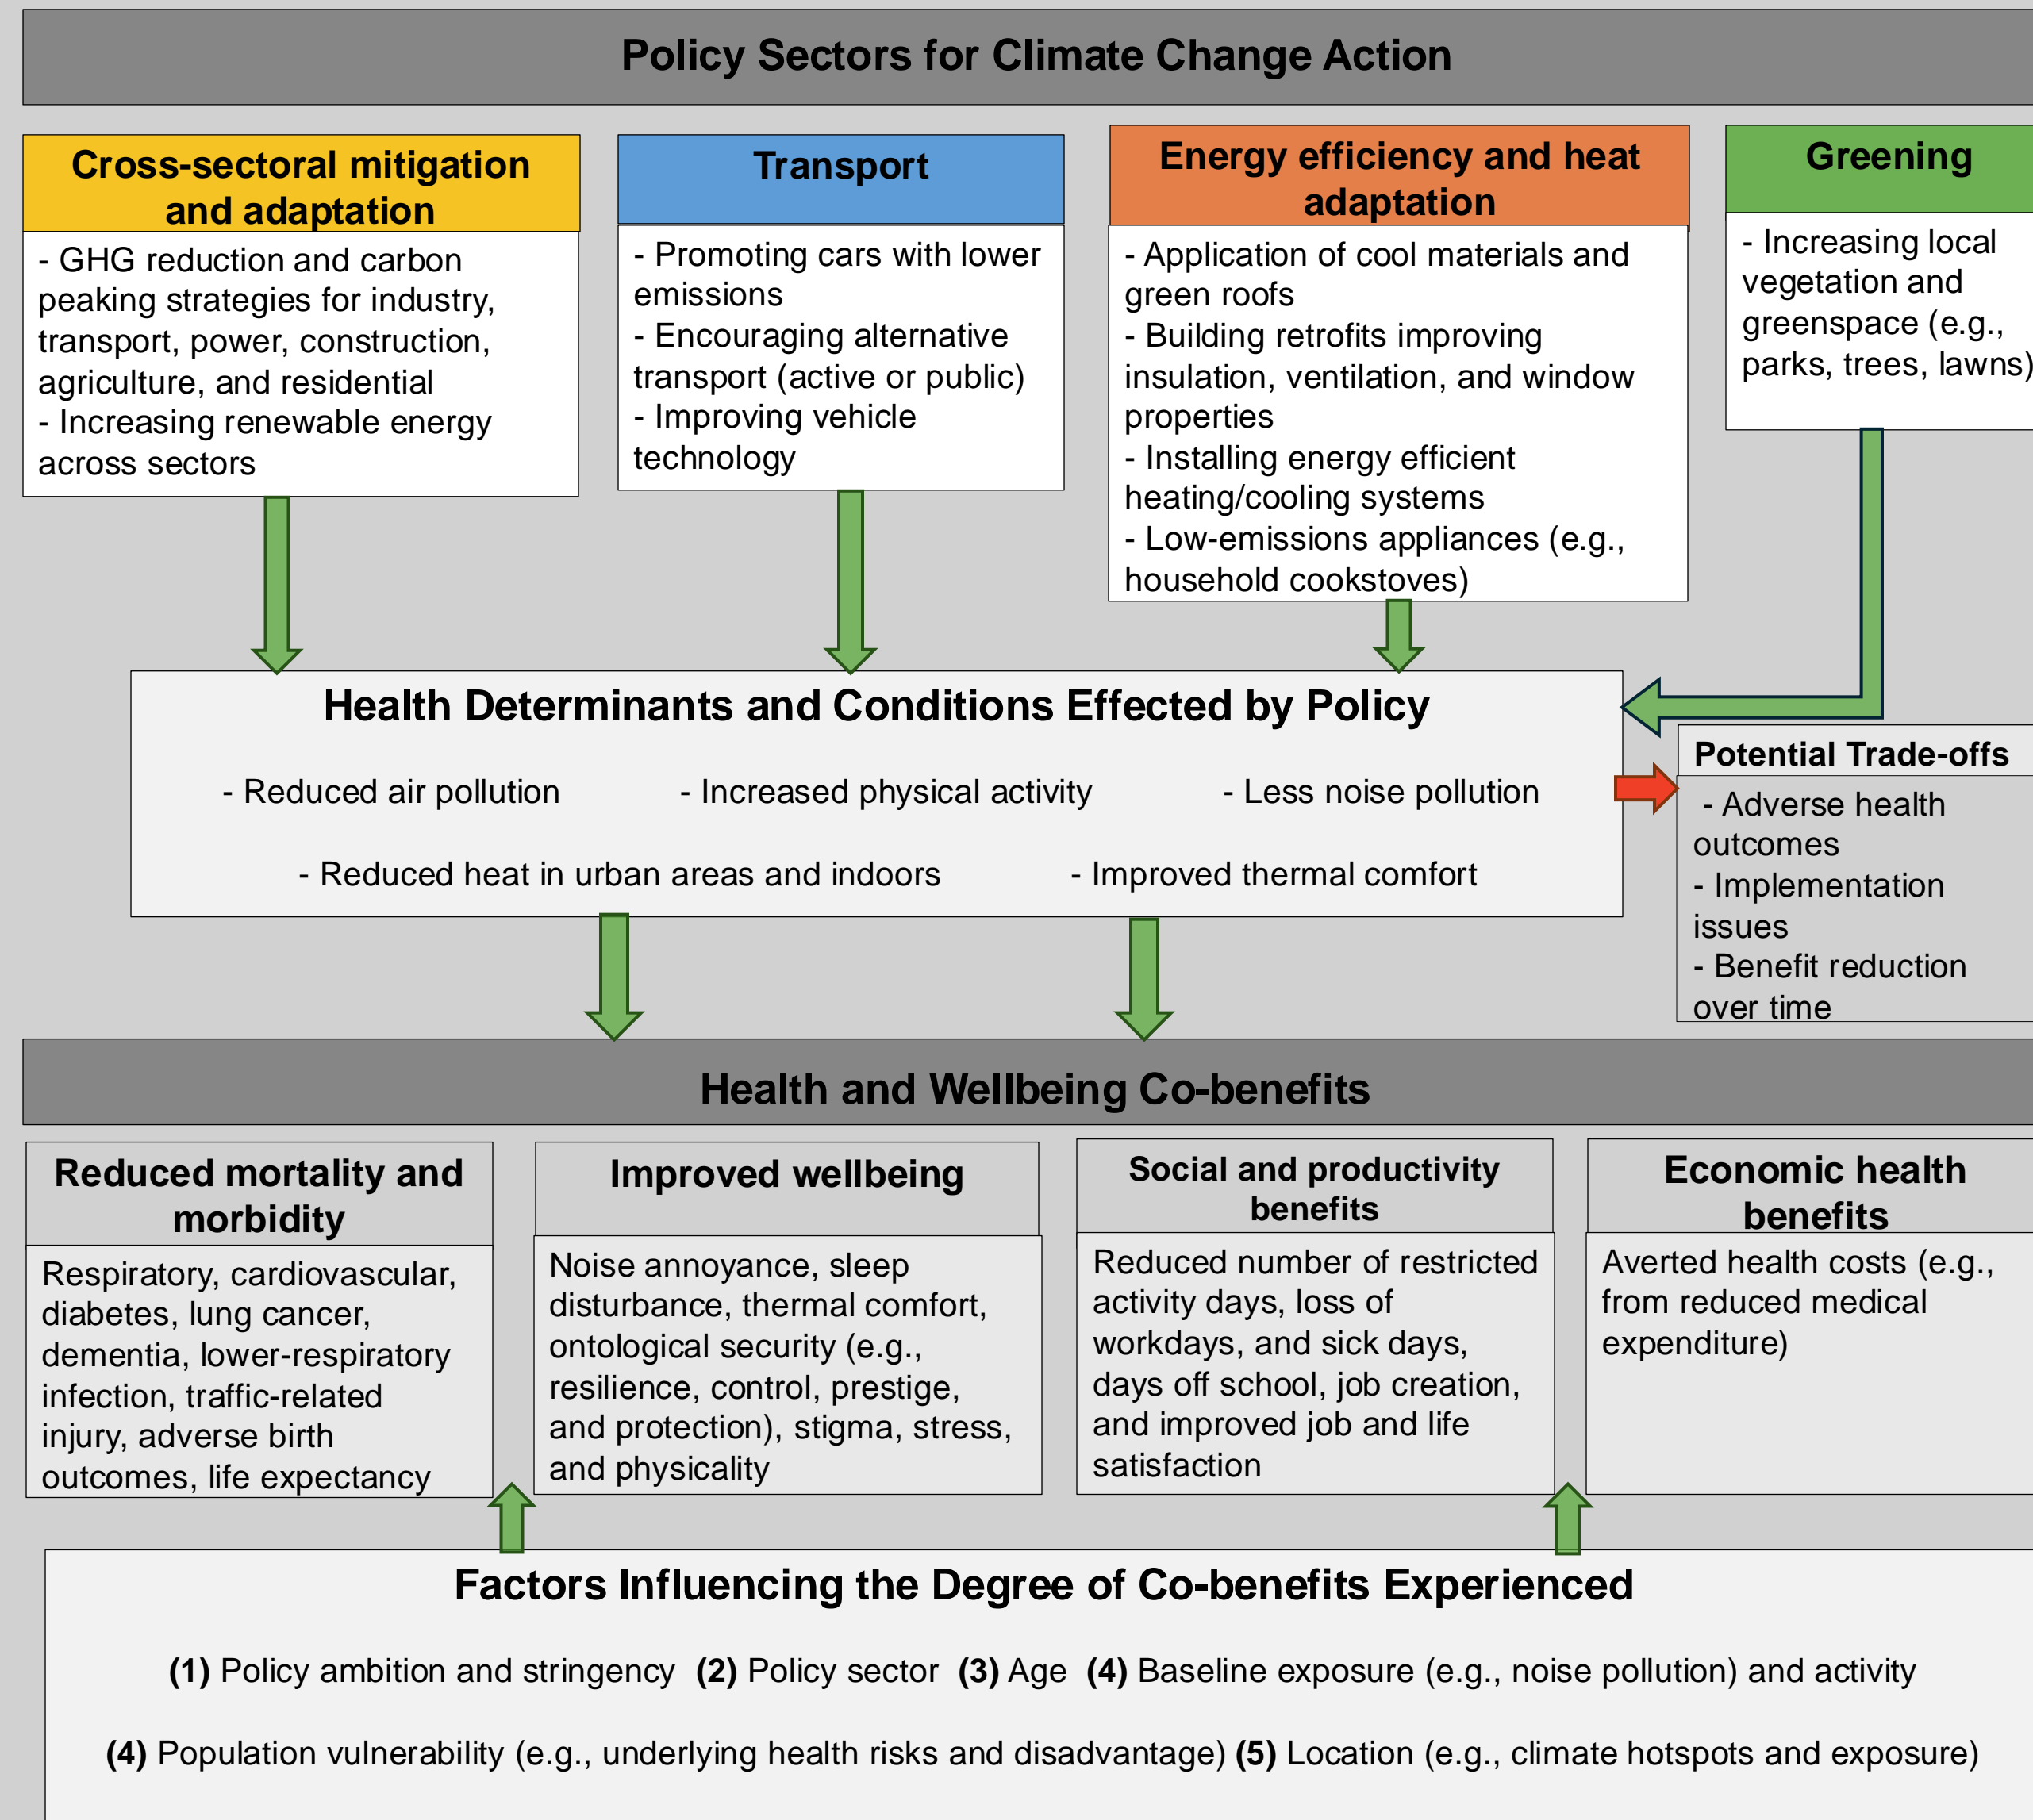 Policy Sectors for Climate Change Action
Cross-sectoral mitigation
and adaptation
- GHG reduction and carbon
peaking strategies for industry,
transport, power, construction,
agriculture, and residential
- Increasing renewable energy
across sectors
Transport
- Promoting cars with lower
emissions
- Encouraging alternative
transport (active or public)
- Improving vehicle
technology
Energy efficiency and heat
adaptation
- Application of cool materials and
green roofs
- Building retrofits improving
insulation, ventilation, and window
properties
- Installing energy efficient
heating/cooling systems
- Low-emissions appliances (e.g.,
household cookstoves)
Greening
- Increasing local
vegetation and
greenspace (e.g.,
parks, trees, lawns)
Health Determinants and Conditions Effected by Policy
- Reduced air pollution - Increased physical activity - Less noise pollution
- Reduced heat in urban areas and indoors - Improved thermal comfort
Potential Trade-offs
- Adverse health
outcomes
- Implementation
issues
- Benefit reduction
over time
Health and Wellbeing Co-benefits
Reduced mortality and
morbidity
Respiratory, cardiovascular,
diabetes, lung cancer,
dementia, lower-respiratory
infection, traffic-related
injury, adverse birth
outcomes, life expectancy
Improved wellbeing
Noise annoyance, sleep
disturbance, thermal comfort,
ontological security (e.g.,
resilience, control, prestige,
and protection), stigma, stress,
and physicality
Social and productivity
benefits
Reduced number of restricted
activity days, loss of
workdays, and sick days,
days off school, job creation,
and improved job and life
satisfaction
Economic health
benefits
Averted health costs (e.g.,
from reduced medical
expenditure)
Factors Influencing the Degree of Co-benefits Experienced
(1) Policy ambition and stringency (2) Policy sector (3) Age (4) Baseline exposure (e.g., noise pollution) and activity
(4) Population vulnerability (e.g., underlying health risks and disadvantage) (5) Location (e.g., climate hotspots and exposure)